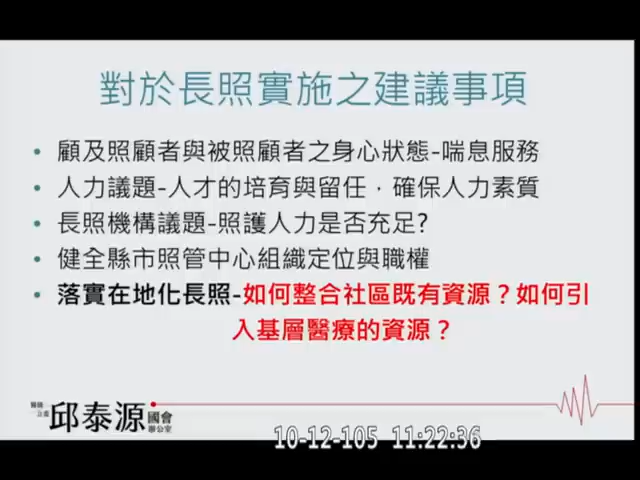 對於長照實施之建議事項
• 顧及照顧者與被照顧者之身心狀態-喘息服務
• 人力議題-人才的培育與留任，確保人力素質
• 長照機構議題-照護人力是否充足?
• 健全縣市照管中心組織定位與職權
• 落實在地化長照-如何整合社區既有資源？如何引
入基層醫療的資源？
邱泰源 國會
辦公室
10-12-105 11:22:36